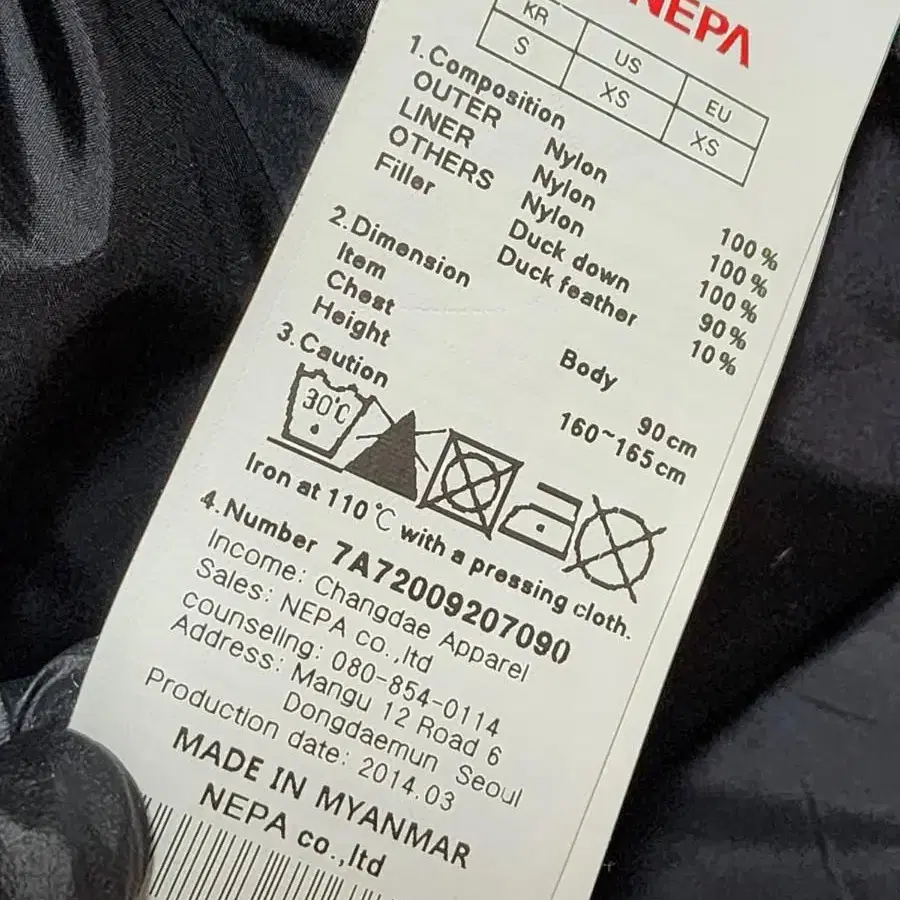 NEPA
KR US EU
S XS XS
1.Composition
OUTER Nylon 100%
LINER Nylon 100%
OTHERS Nylon 100%
Filler Duck down 90%
Duck feather 10%
2.Dimension
Item Body
Chest 90cm
Height 160~165cm
3.Caution
30℃
Iron at 110℃ with a pressing cloth.
4.Number 7A72009207090
Income: Changdae Apparel
Sales: NEPA co.,ltd
counseling: 080-854-0114
Address: Mangu 12 Road 6
Dongdaemun Seoul
Production date: 2014.03
MADE IN MYANMAR
NEPA co.,ltd